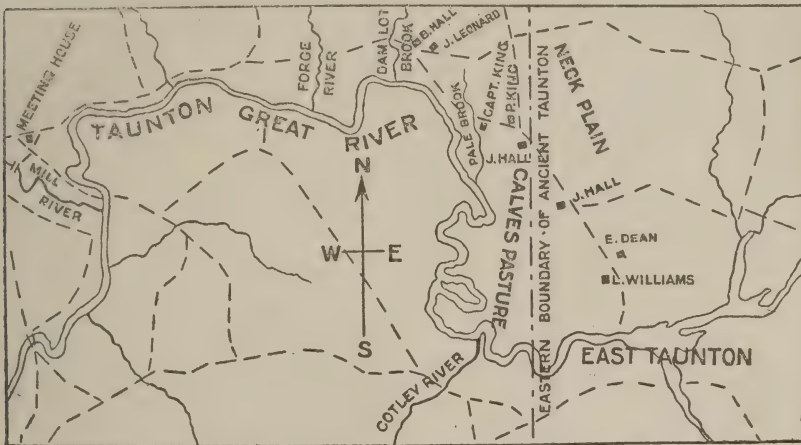 MEETING HOUSE
MILL
RIVER
TAUNTON GREAT RIVER
FORGE
RIVER
DAM LOT
BROOK
B. HALL
J. LEONARD
PALE BROOK
CAPT. KING
P. KING
J. HALL
CALVES PASTURE
EASTERN BOUNDARY OF ANCIENT TAUNTON
NECK PLAIN
J. HALL
E. DEAN
L. WILLIAMS
N
W E
S
COTLEY RIVER
EAST TAUNTON